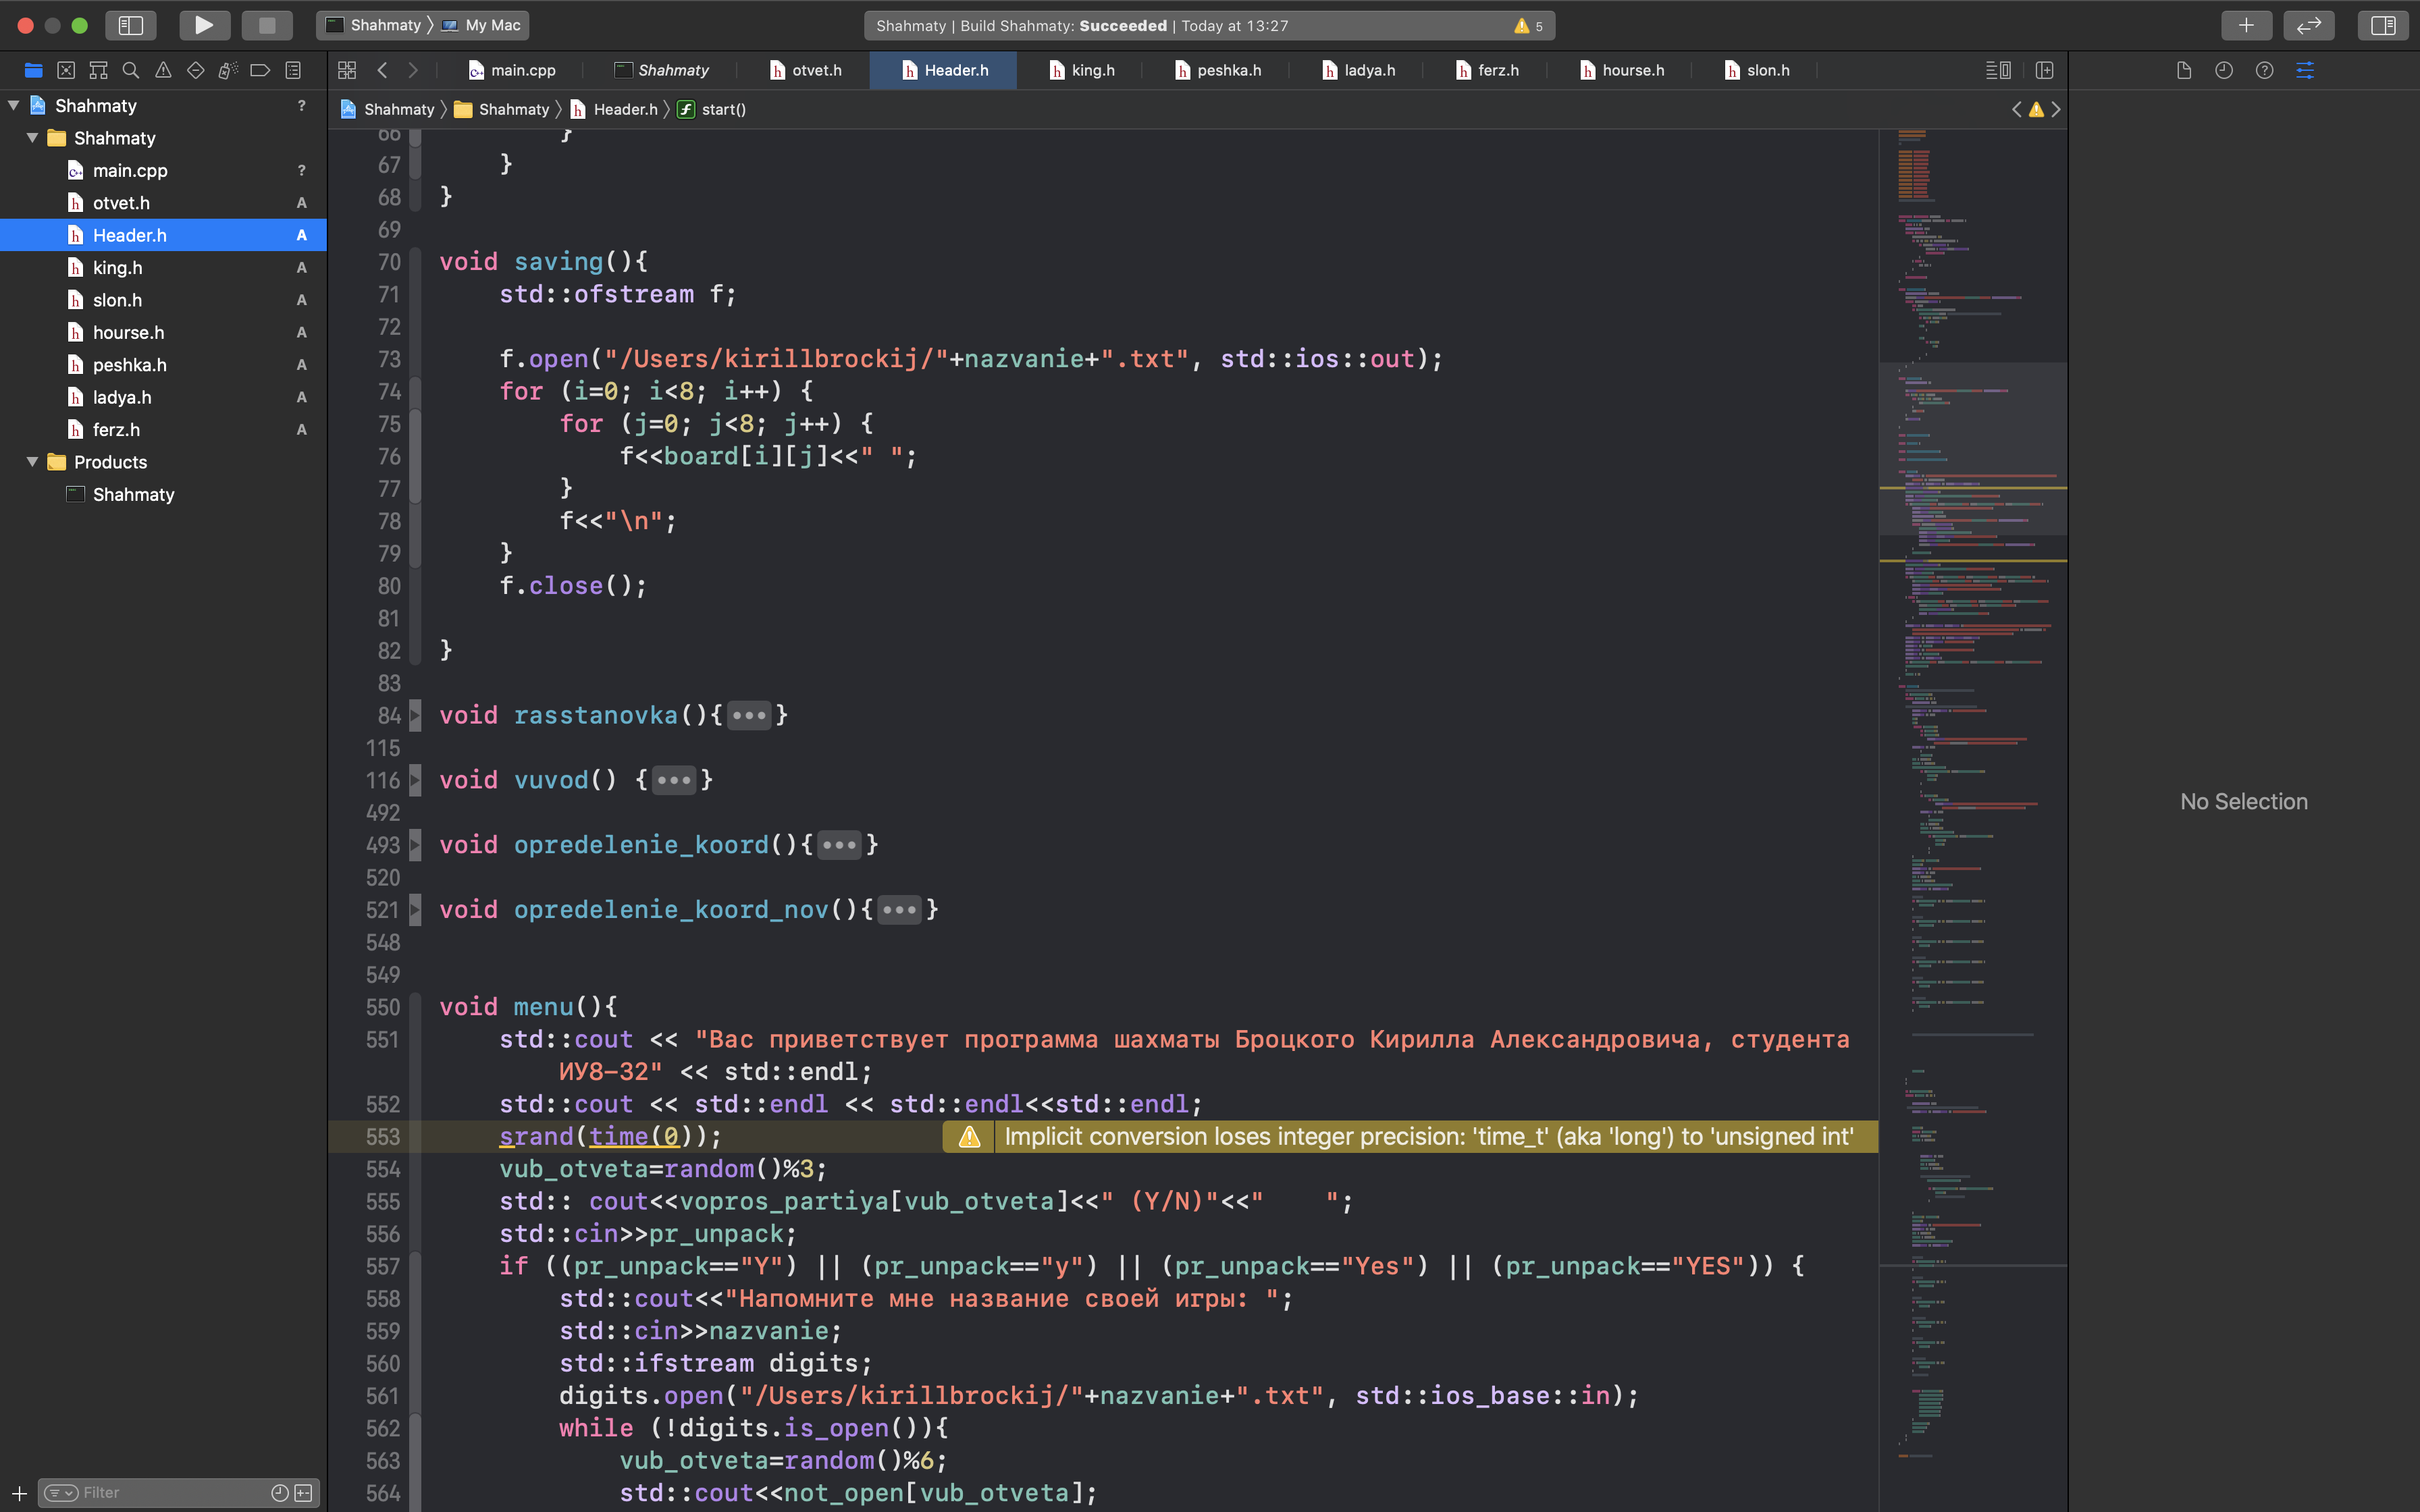 Shahmaty 〉 My Mac
Shahmaty | Build Shahmaty: Succeeded | Today at 13:27
5
main.cpp
Shahmaty
otvet.h
Header.h
king.h
peshka.h
ladya.h
ferz.h
hourse.h
slon.h
Shahmaty 〉 Shahmaty 〉 Header.h 〉 start()
Shahmaty ?
Shahmaty
main.cpp ?
otvet.h A
Header.h A
king.h A
slon.h A
hourse.h A
peshka.h A
ladya.h A
ferz.h A
Products
Shahmaty
Filter
66 }
67 }
68 }
69
70 void saving(){
71 std::ofstream f;
72
73 f.open("/Users/kirillbrockij/"+nazvanie+".txt", std::ios::out);
74 for (i=0; i<8; i++) {
75 for (j=0; j<8; j++) {
76 f<<board[i][j]<<" ";
77 }
78 f<<"\n";
79 }
80 f.close();
81
82 }
83
84 void rasstanovka(){•••}
115
116 void vuvod() {•••}
492
493 void opredelenie_koord(){•••}
520
521 void opredelenie_koord_nov(){•••}
548
549
550 void menu(){
551 std::cout << "Вас приветствует программа шахматы Броцкого Кирилла Александровича, студента
ИУ8-32" << std::endl;
552 std::cout << std::endl << std::endl<<std::endl;
553 srand(time(0)); Implicit conversion loses integer precision: 'time_t' (aka 'long') to 'unsigned int'
554 vub_otveta=random()%3;
555 std:: cout<<vopros_partiya[vub_otveta]<<" (Y/N)"<<"    ";
556 std::cin>>pr_unpack;
557 if ((pr_unpack=="Y") || (pr_unpack=="y") || (pr_unpack=="Yes") || (pr_unpack=="YES")) {
558 std::cout<<"Напомните мне название своей игры: ";
559 std::cin>>nazvanie;
560 std::ifstream digits;
561 digits.open("/Users/kirillbrockij/"+nazvanie+".txt", std::ios_base::in);
562 while (!digits.is_open()){
563 vub_otveta=random()%6;
564 std::cout<<not_open[vub_otveta];
No Selection